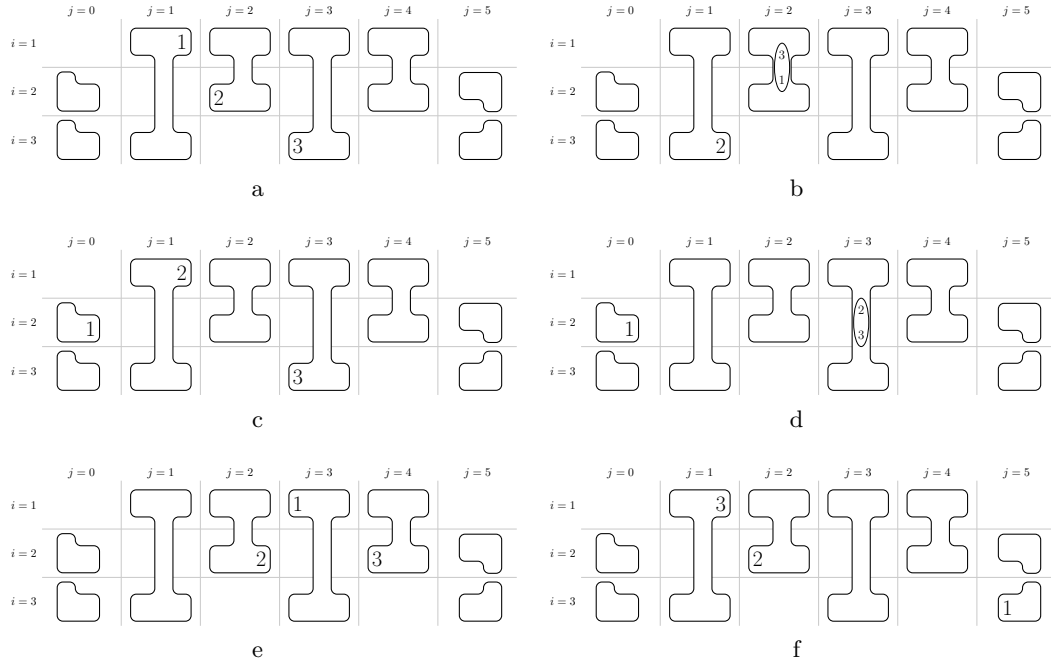 j = 0 j = 1 j = 2 j = 3 j = 4 j = 5
i = 1 1
i = 2 2
i = 3 3
a
j = 0 j = 1 j = 2 j = 3 j = 4 j = 5
i = 1 3
i = 2 1
i = 3 2
b
j = 0 j = 1 j = 2 j = 3 j = 4 j = 5
i = 1 2
i = 2 1
i = 3 3
c
j = 0 j = 1 j = 2 j = 3 j = 4 j = 5
i = 1
i = 2 1 2 3
i = 3
d
j = 0 j = 1 j = 2 j = 3 j = 4 j = 5
i = 1 1
i = 2 2 3
i = 3
e
j = 0 j = 1 j = 2 j = 3 j = 4 j = 5
i = 1 3
i = 2 2
i = 3 1
f